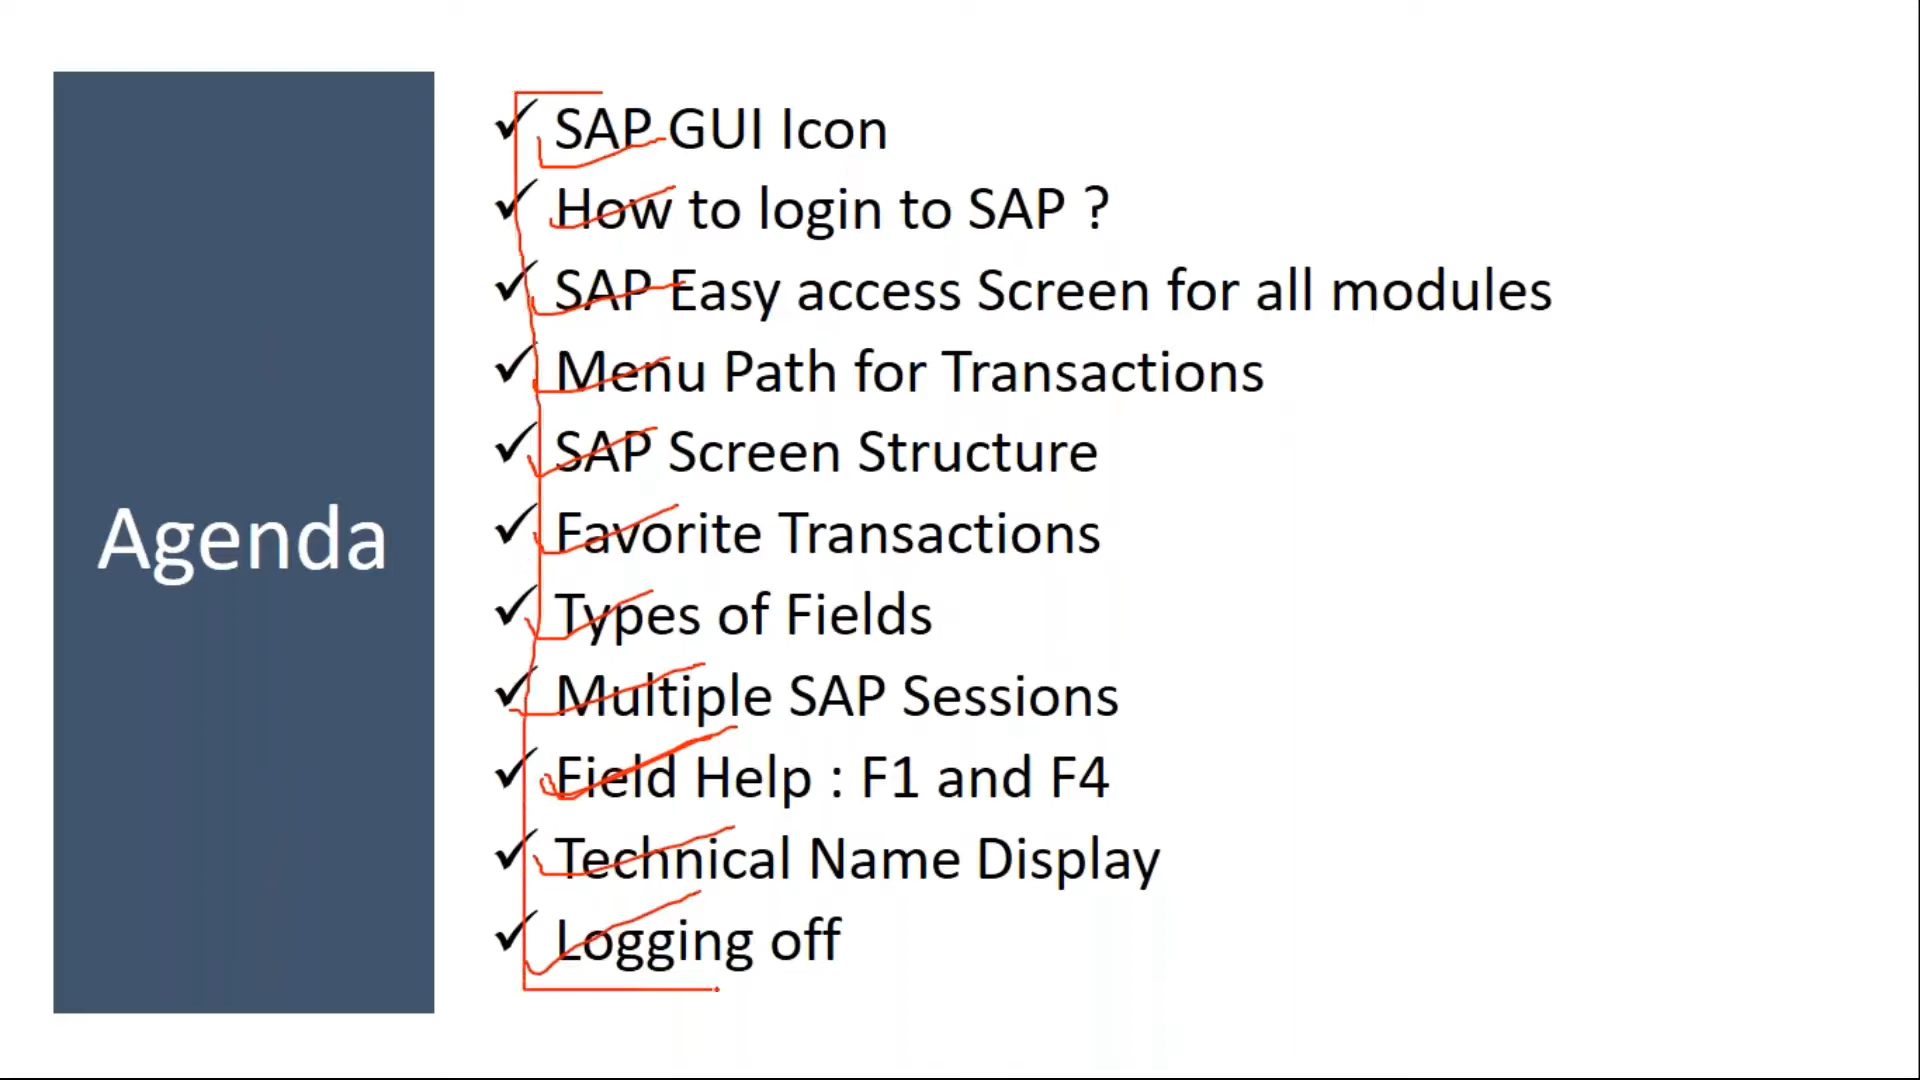 Agenda
SAP GUI Icon
How to login to SAP ?
SAP Easy access Screen for all modules
Menu Path for Transactions
SAP Screen Structure
Favorite Transactions
Types of Fields
Multiple SAP Sessions
Field Help : F1 and F4
Technical Name Display
Logging off